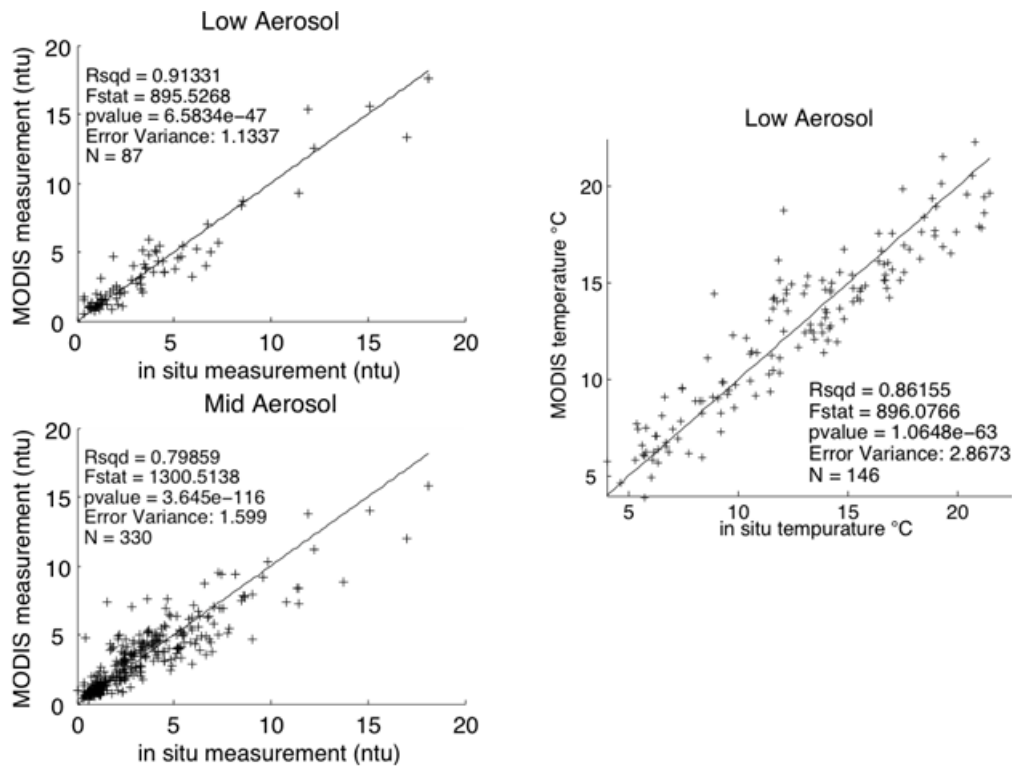 Low Aerosol
MODIS measurement (ntu)
20
15
10
5
0
Rsqd = 0.91331
Fstat = 895.5268
pvalue = 6.5834e−47
Error Variance: 1.1337
N = 87
0 5 10 15 20
in situ measurement (ntu)
Mid Aerosol
MODIS measurement (ntu)
20
15
10
5
0
Rsqd = 0.79859
Fstat = 1300.5138
pvalue = 3.645e−116
Error Variance: 1.599
N = 330
0 5 10 15 20
in situ measurement (ntu)
Low Aerosol
MODIS temperature °C
20
15
10
5
Rsqd = 0.86155
Fstat = 896.0766
pvalue = 1.0648e−63
Error Variance: 2.8673
N = 146
5 10 15 20
in situ tempurature °C